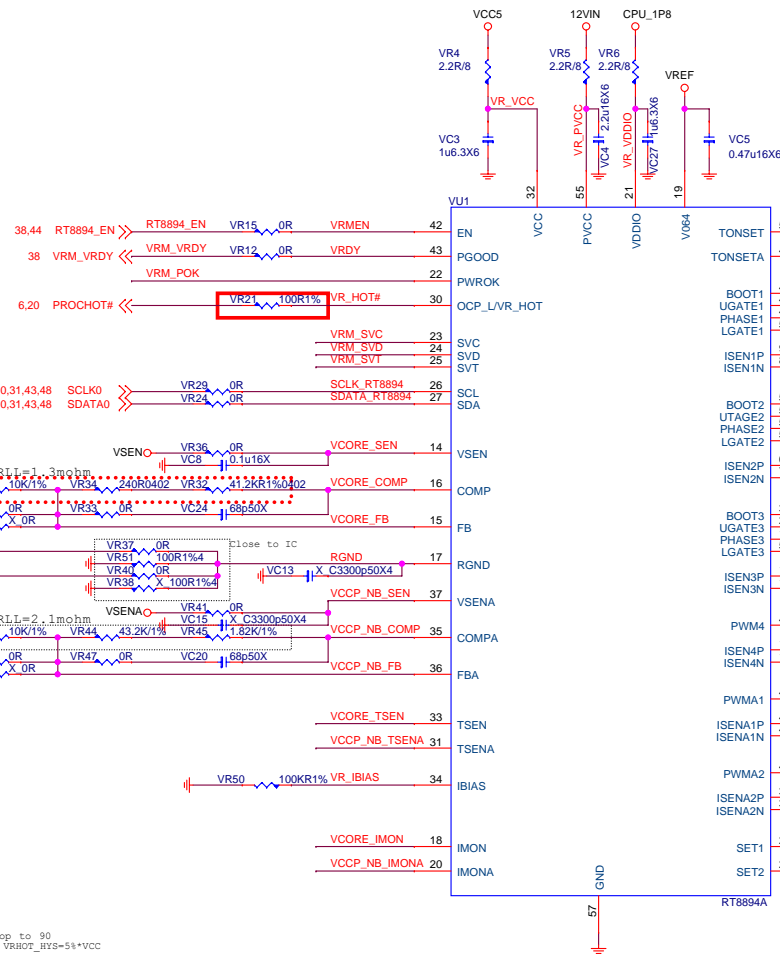 VCC5 12VIN CPU_1P8
VR4 2.2R/8 VR5 2.2R/8 VR6 2.2R/8 VREF
VR_VCC VR_PVCC VR_VDDIO
VC3 1u6.3X6 VC4 2.2u16X6 VC27 1u6.3X6 VC5 0.47u16X6
32 55 21 19
VU1
VCC PVCC VDDIO V064
38,44 RT8894_EN RT8894_EN VR15 0R VRMEN 42 EN TONSET
38 VRM_VRDY VRM_VRDY VR12 0R VRDY 43 PGOOD TONSETA
VRM_POK 22 PWROK
6,20 PROCHOT# VR21 100R1% VR_HOT# 30 OCP_L/VR_HOT
BOOT1
UGATE1
PHASE1
LGATE1
VRM_SVC 23 SVC
VRM_SVD 24 SVD
VRM_SVT 25 SVT
ISEN1P
ISEN1N
0,31,43,48 SCLK0 VR29 0R SCLK_RT8894 26 SCL
0,31,43,48 SDATA0 VR24 0R SDATA_RT8894 27 SDA
BOOT2
UTAGE2
PHASE2
LGATE2
VSEN VR36 0R VCORE_SEN 14 VSEN
VC8 0.1u16X
ISEN2P
ISEN2N
RLL=1.3mohm
10K/1% VR34 240R0402 VR32 41.2KR1%0402 VCORE_COMP 16 COMP
0R VR33 0R VC24 68p50X
X_0R VCORE_FB 15 FB
BOOT3
UGATE3
PHASE3
LGATE3
VR37 0R Close to IC
VR51 100R1%4
VR40 0R
VR38 X_100R1%4
RGND 17 RGND
VC13 X_C3300p50X4
ISEN3P
ISEN3N
VCCP_NB_SEN 37 VSENA
VSENA VR41 0R
VC15 X_C3300p50X4
PWM4
RLL=2.1mohm
10K/1% VR44 43.2K/1% VR45 1.82K/1% VCCP_NB_COMP 35 COMPA
0R VR47 0R VC20 68p50X
X_0R VCCP_NB_FB 36 FBA
ISEN4P
ISEN4N
PWMA1
VCORE_TSEN 33 TSEN
VCCP_NB_TSENA 31 TSENA
ISENA1P
ISENA1N
VR50 100KR1% VR_IBIAS 34 IBIAS
PWMA2
ISENA2P
ISENA2N
VCORE_IMON 18 IMON SET1
VCCP_NB_IMONA 20 IMONA SET2
GND
57
RT8894A
op to 90
VRHOT_HYS=5%*VCC